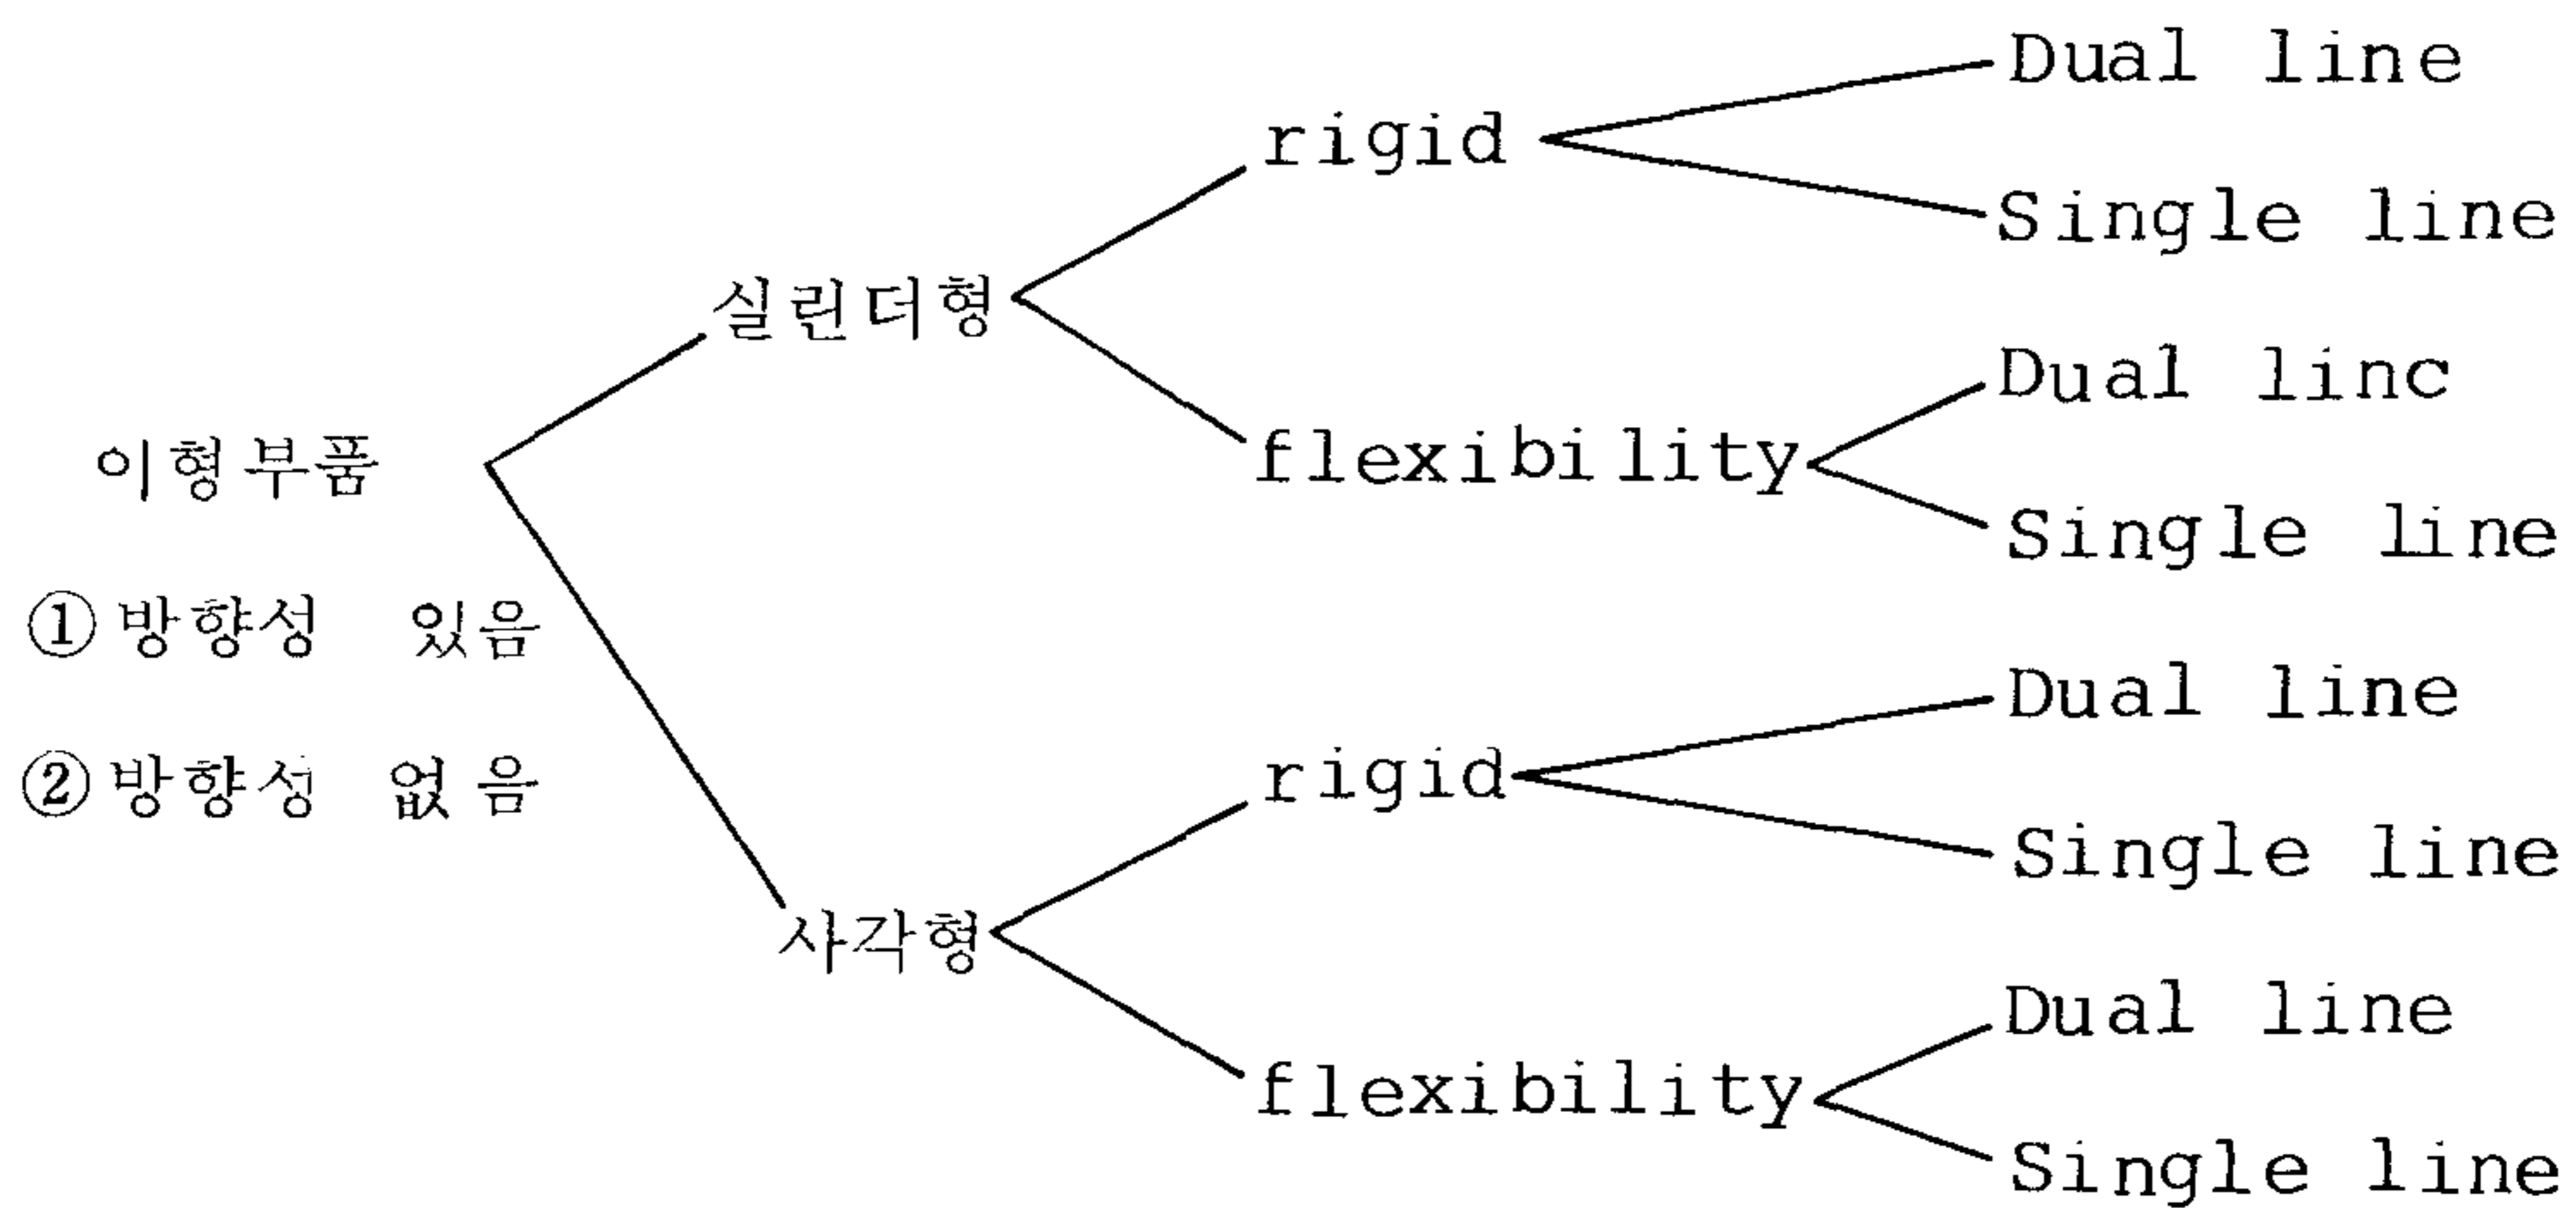 Dual line
rigid
Single line
실린더형
Dual linc
이형부품
flexibility
Single line
①방향성 있음
Dual line
②방향성 없음
rigid
Single line
사각형
Dual line
flexibility
Single line